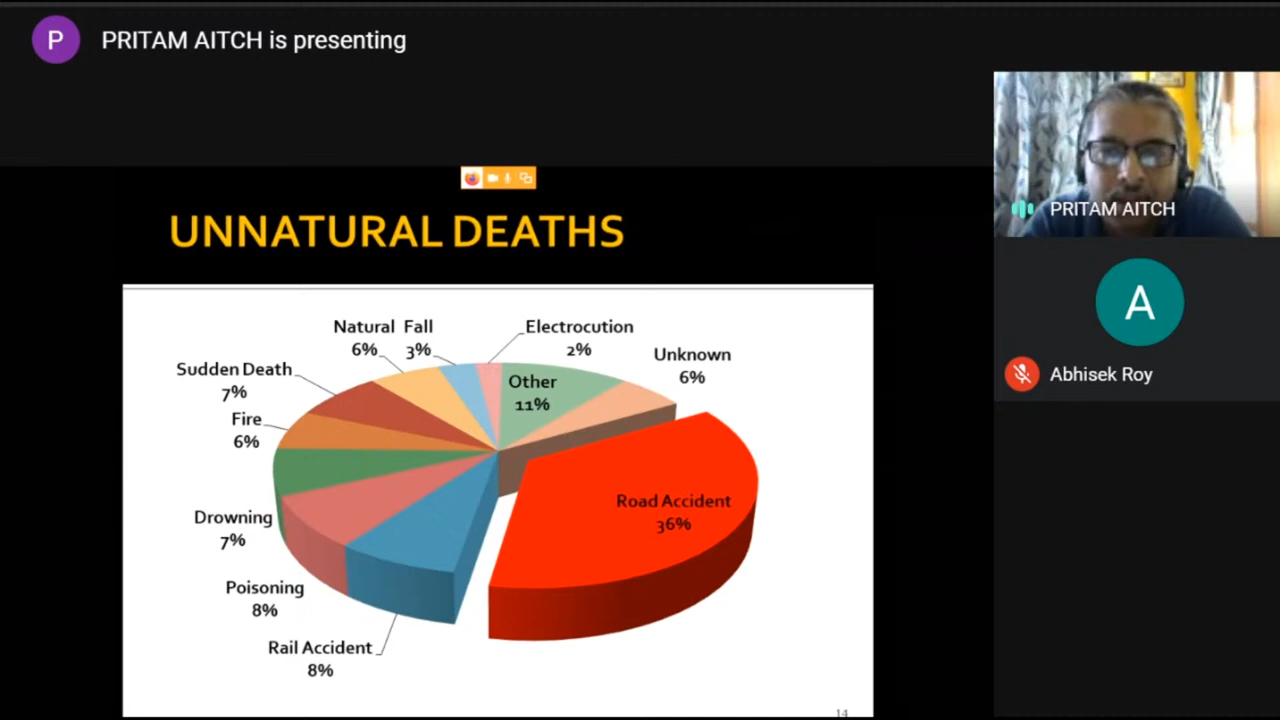 P
PRITAM AITCH is presenting
PRITAM AITCH
A
Abhisek Roy
UNNATURAL DEATHS
Natural
6%
Fall
3%
Electrocution
2%
Unknown
6%
Other
11%
Sudden Death
7%
Fire
6%
Road Accident
36%
Drowning
7%
Poisoning
8%
Rail Accident
8%
14